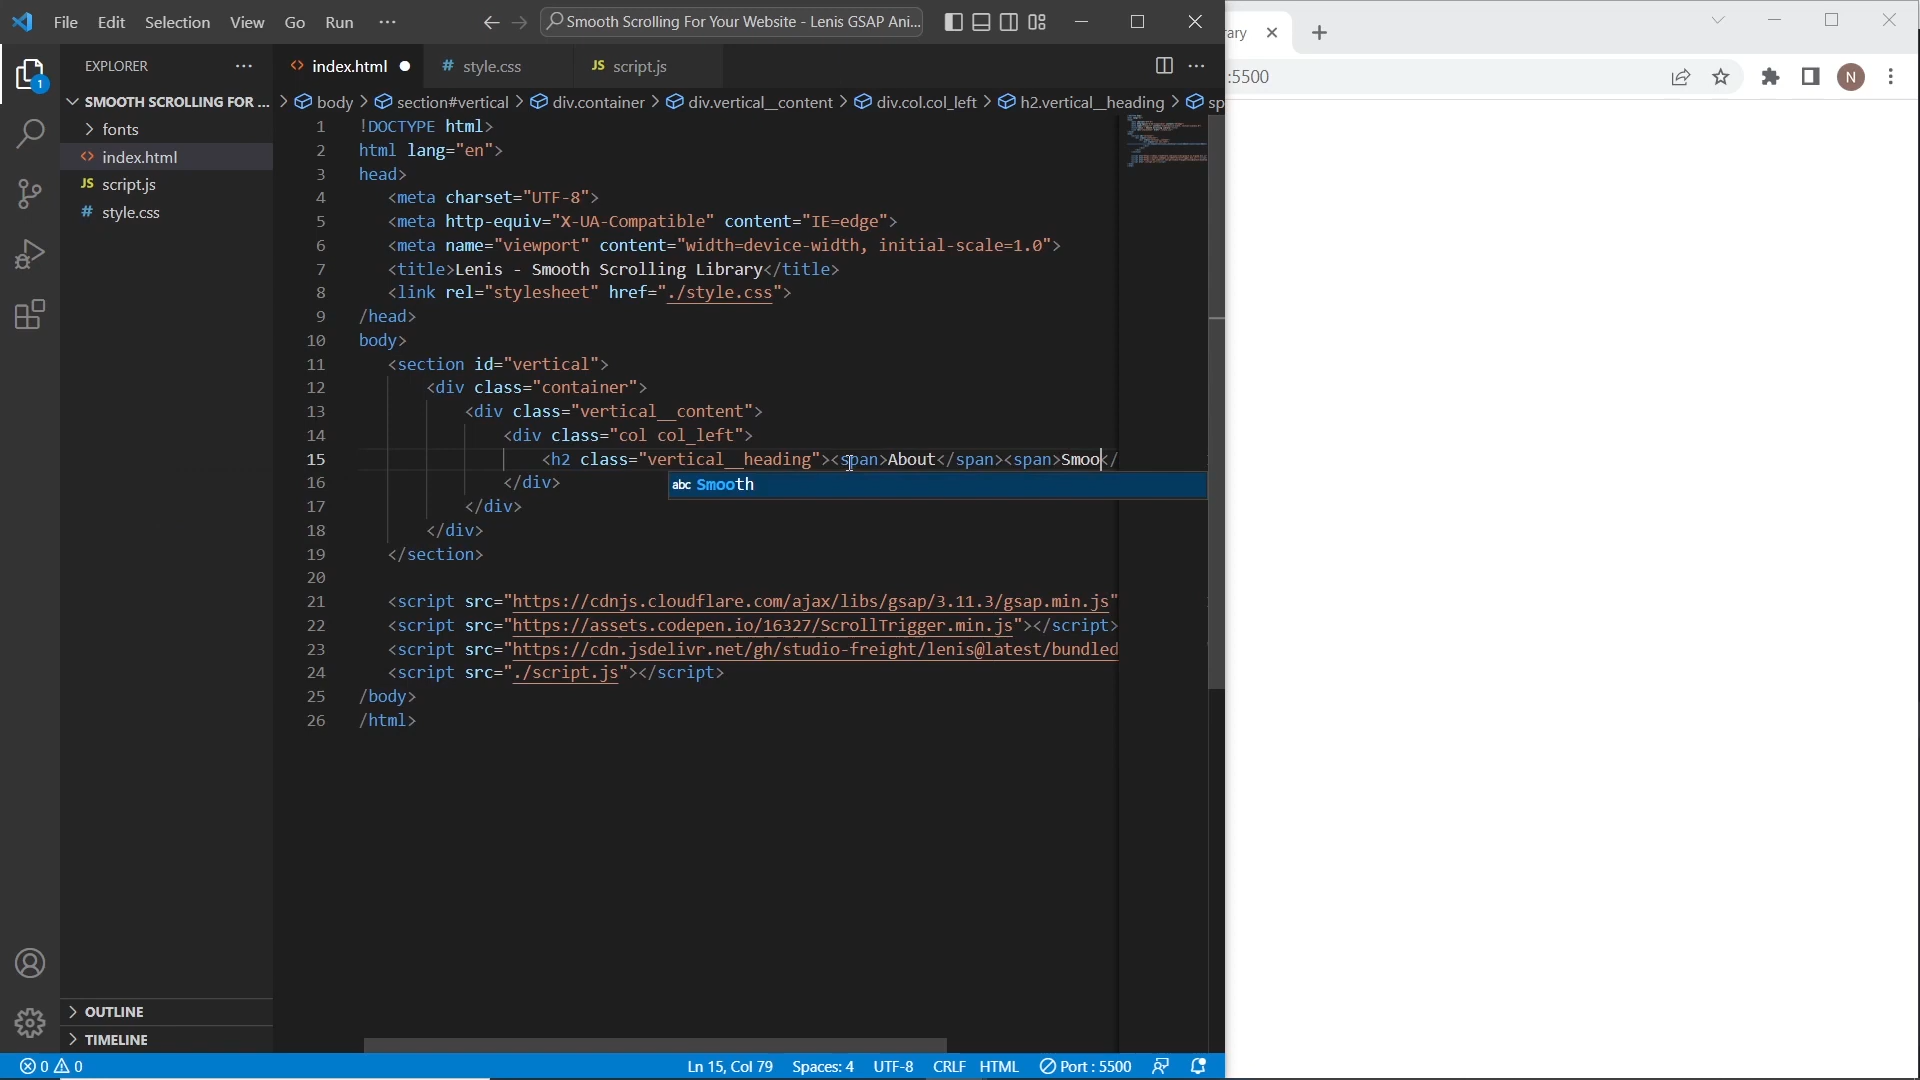 File Edit Selection View Go Run ···
Smooth Scrolling For Your Website - Lenis GSAP Ani...
EXPLORER
SMOOTH SCROLLING FOR ...
fonts
index.html
JS script.js
# style.css
OUTLINE
TIMELINE
<> index.html
# style.css
JS script.js
body > section#vertical > div.container > div.vertical__content > div.col.col_left > h2.vertical__heading > sp
1 !DOCTYPE html>
2 html lang="en">
3 head>
4 <meta charset="UTF-8">
5 <meta http-equiv="X-UA-Compatible" content="IE=edge">
6 <meta name="viewport" content="width=device-width, initial-scale=1.0">
7 <title>Lenis - Smooth Scrolling Library</title>
8 <link rel="stylesheet" href="./style.css">
9 /head>
10 body>
11 <section id="vertical">
12 <div class="container">
13 <div class="vertical__content">
14 <div class="col col_left">
15 <h2 class="vertical__heading"><span>About</span><span>Smoo</
abc Smooth
16 </div>
17 </div>
18 </div>
19 </section>
20
21 <script src="https://cdnjs.cloudflare.com/ajax/libs/gsap/3.11.3/gsap.min.js"
22 <script src="https://assets.codepen.io/16327/ScrollTrigger.min.js"></script>
23 <script src="https://cdn.jsdelivr.net/gh/studio-freight/lenis@latest/bundled
24 <script src="./script.js"></script>
25 /body>
26 /html>
1
0 0
Ln 15, Col 79
Spaces: 4
UTF-8
CRLF
HTML
Port : 5500
ary
:5500
N